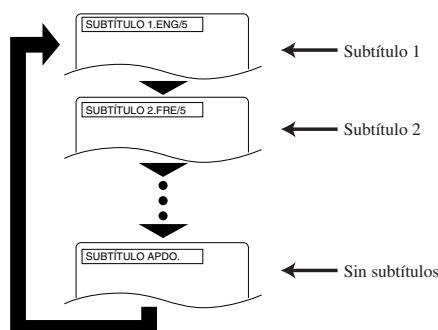 SUBTÍTULO 1.ENG/5
Subtítulo 1
SUBTÍTULO 2.FRE/5
Subtítulo 2
SUBTÍTULO APDO.
Sin subtítulos